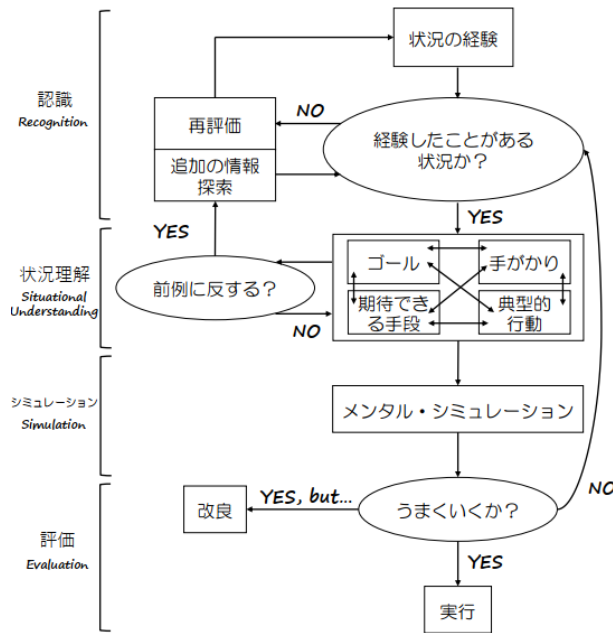 状況の経験
認識
Recognition
NO
再評価
経験したことがある
状況か？
追加の情報
探索
YES
YES
状況理解
Situational
Understanding
ゴール
手がかり
前例に反する？
期待でき
る手段
典型的
行動
NO
シミュレーション
Simulation
メンタル・シミュレーション
NO
YES, but...
改良
うまくいくか？
評価
Evaluation
YES
実行